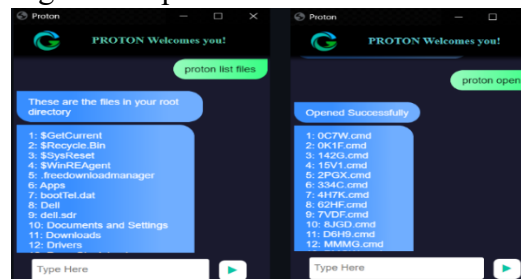 Proton
PROTON Welcomes you!
proton list files
These are the files in your root
directory
1: $GetCurrent
2: $Recycle.Bin
3: $SysReset
4: $WinREAgent
5: .freedownloadmanager
6: Apps
7: bootTel.dat
8: Dell
9: dell.sdr
10: Documents and Settings
11: Downloads
12: Drivers
Type Here
Proton
PROTON Welcomes you!
proton open
Opened Successfully
1: 0C7W.cmd
2: 0K1F.cmd
3: 142G.cmd
4: 15V1.cmd
5: 2PGX.cmd
6: 334C.cmd
7: 4H7K.cmd
8: 62HF.cmd
9: 7VDF.cmd
10: 8JGD.cmd
11: D6H9.cmd
12: MMMG.cmd
Type Here